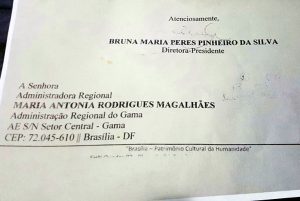 Atenciosamente,
BRUNA MARIA PERES PINHEIRO DA SILVA
Diretora-Presidente
A Senhora
Administradora Regional
MARIA ANTONIA RODRIGUES MAGALHÃES
Administração Regional do Gama
AE S/N Setor Central - Gama
CEP: 72.045-610 || Brasília - DF
"Brasília – Patrimônio Cultural da Humanidade"